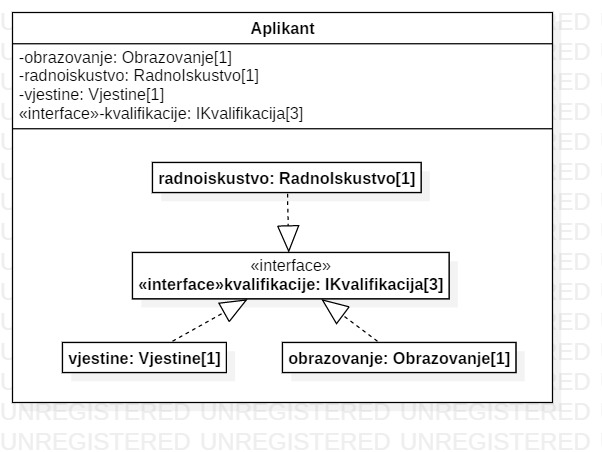 Aplikant
-obrazovanje: Obrazovanje[1]
-radnoiskustvo: RadnoIskustvo[1]
-vjestine: Vjestine[1]
«interface»-kvalifikacije: IKvalifikacija[3]
radnoiskustvo: RadnoIskustvo[1]
«interface»
«interface»kvalifikacije: IKvalifikacija[3]
vjestine: Vjestine[1]
obrazovanje: Obrazovanje[1]
UNREGISTERED UNREGISTERED UNREGISTERED
UNREGISTERED UNREGISTERED UNREGISTERED